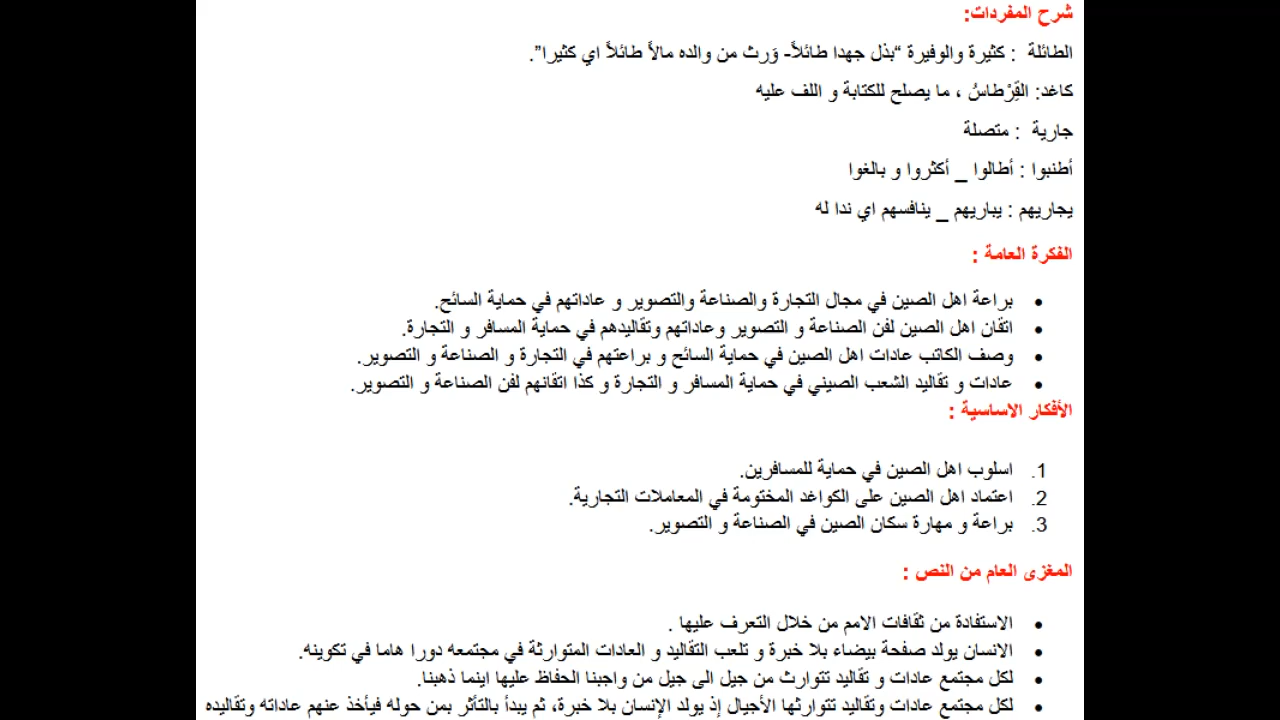 شرح المفردات:
الطائلة : كثيرة والوفيرة “بذل جهدا طائلاً- وَرث من والده مالاً طائلاً اي كثيرا”.
كاغد: القِرْطاسُ ، ما يصلح للكتابة و اللف عليه
جارية : متصلة
أطنبوا : أطالوا _ أكثروا و بالغوا
يجاريهم : يباريهم _ ينافسهم اي ندا له
الفكرة العامة :
• براعة اهل الصين في مجال التجارة والصناعة والتصوير و عاداتهم في حماية السائح.
• اتقان اهل الصين لفن الصناعة و التصوير وعاداتهم وتقاليدهم في حماية المسافر و التجارة.
• وصف الكاتب عادات اهل الصين في حماية السائح و براعتهم في التجارة و الصناعة و التصوير.
• عادات و تقاليد الشعب الصيني في حماية المسافر و التجارة و كذا اتقانهم لفن الصناعة و التصوير.
الأفكار الاساسية :
1. اسلوب اهل الصين في حماية للمسافرين.
2. اعتماد اهل الصين على الكواغد المختومة في المعاملات التجارية.
3. براعة و مهارة سكان الصين في الصناعة و التصوير.
المغزى العام من النص :
• الاستفادة من ثقافات الامم من خلال التعرف عليها .
• الانسان يولد صفحة بيضاء بلا خبرة و تلعب التقاليد و العادات المتوارثة في مجتمعه دورا هاما في تكوينه.
• لكل مجتمع عادات و تقاليد تتوارث من جيل الى جيل من واجبنا الحفاظ عليها اينما ذهبنا.
• لكل مجتمع عادات وتقاليد تتوارثها الأجيال إذ يولد الإنسان بلا خبرة، ثم يبدأ بالتأثر بمن حوله فيأخذ عنهم عاداته وتقاليده